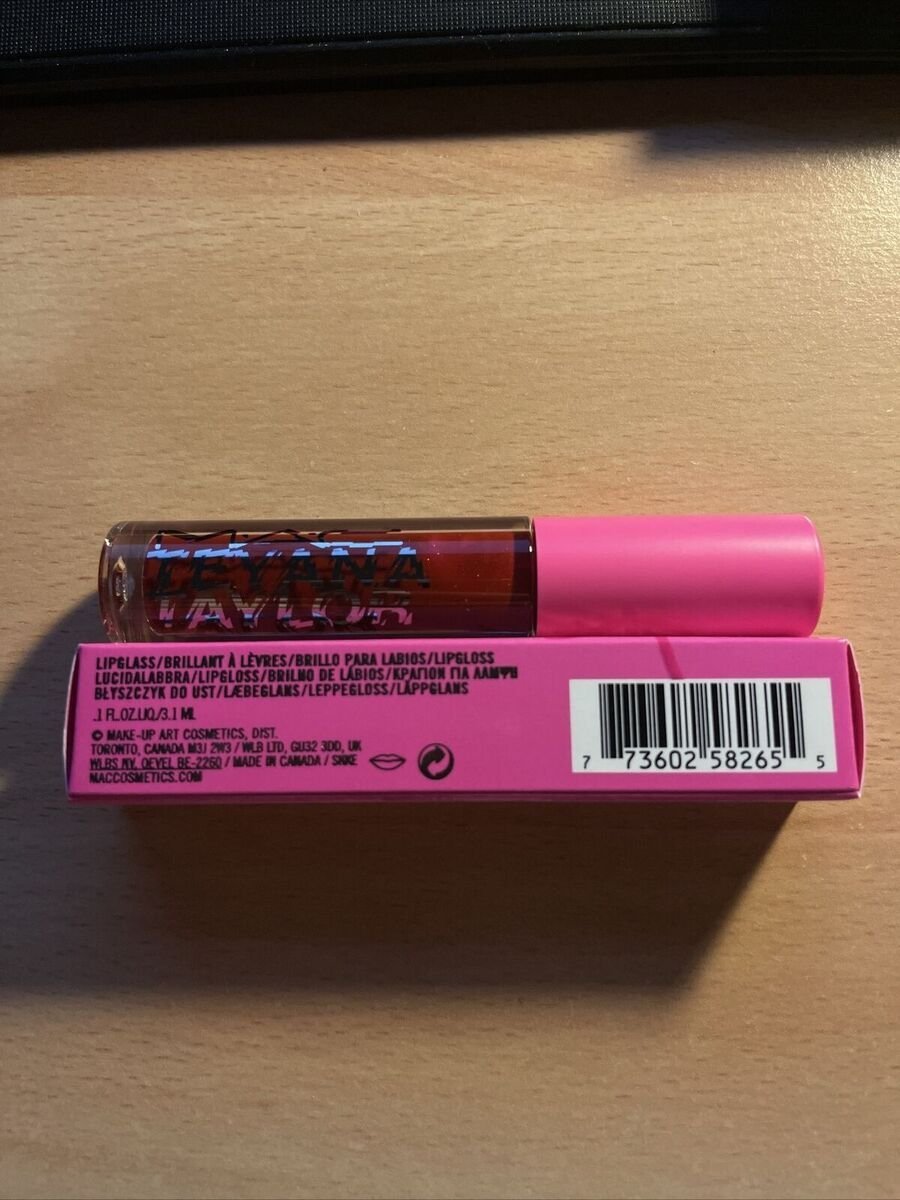 M·A·C
TEYANA
TAYLOR
LIPGLASS/BRILLANT À LÈVRES/BRILLO PARA LABIOS/LIPGLOSS
LUCIDALABBRA/LIPGLOSS/BRILHO DE LÁBIOS/ΚΡΑΓΙΟΝ ΓΙΑ ΛΑΜΨΗ
BŁYSZCZYK DO UST/LÆBEGLANS/LEPPEGLOSS/LÄPPGLANS
.1 FL.OZ.LIQ/3.1 ML
© MAKE-UP ART COSMETICS, DIST.
TORONTO, CANADA M3J 2W3 / WLB LTD, GU32 3DD, UK
WLBS NV, OEVEL BE-2260 / MADE IN CANADA / SKKE
MACCOSMETICS.COM
7 73602 58265 5